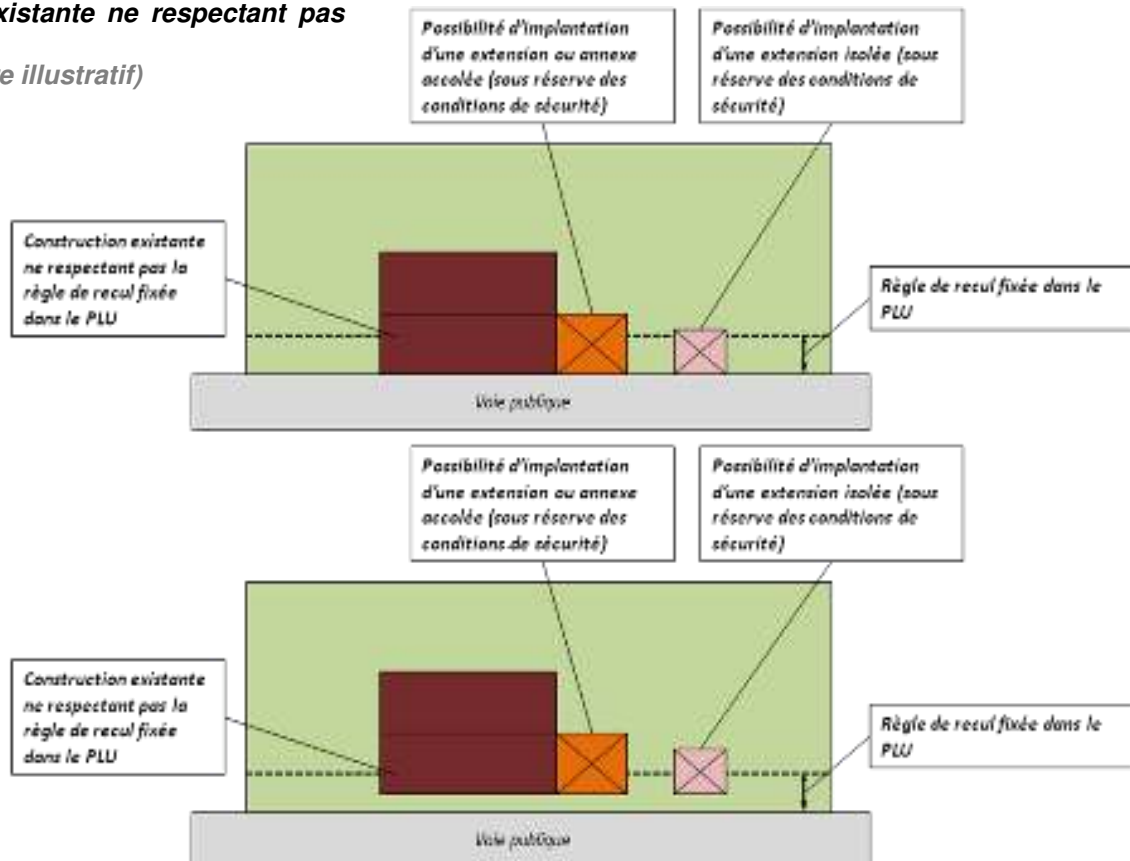 existante ne respectant pas
e illustratif)
Possibilité d'implantation
d'une extension ou annexe
accolée (sous réserve des
conditions de sécurité)
Possibilité d'implantation
d'une extension isolée (sous
réserve des conditions de
sécurité)
Construction existante
ne respectant pas la
règle de recul fixée
dans le PLU
Règle de recul fixée dans le
PLU
Voie publique
Possibilité d'implantation
d'une extension ou annexe
accolée (sous réserve des
conditions de sécurité)
Possibilité d'implantation
d'une extension isolée (sous
réserve des conditions de
sécurité)
Construction existante
ne respectant pas la
règle de recul fixée
dans le PLU
Règle de recul fixée dans le
PLU
Voie publique